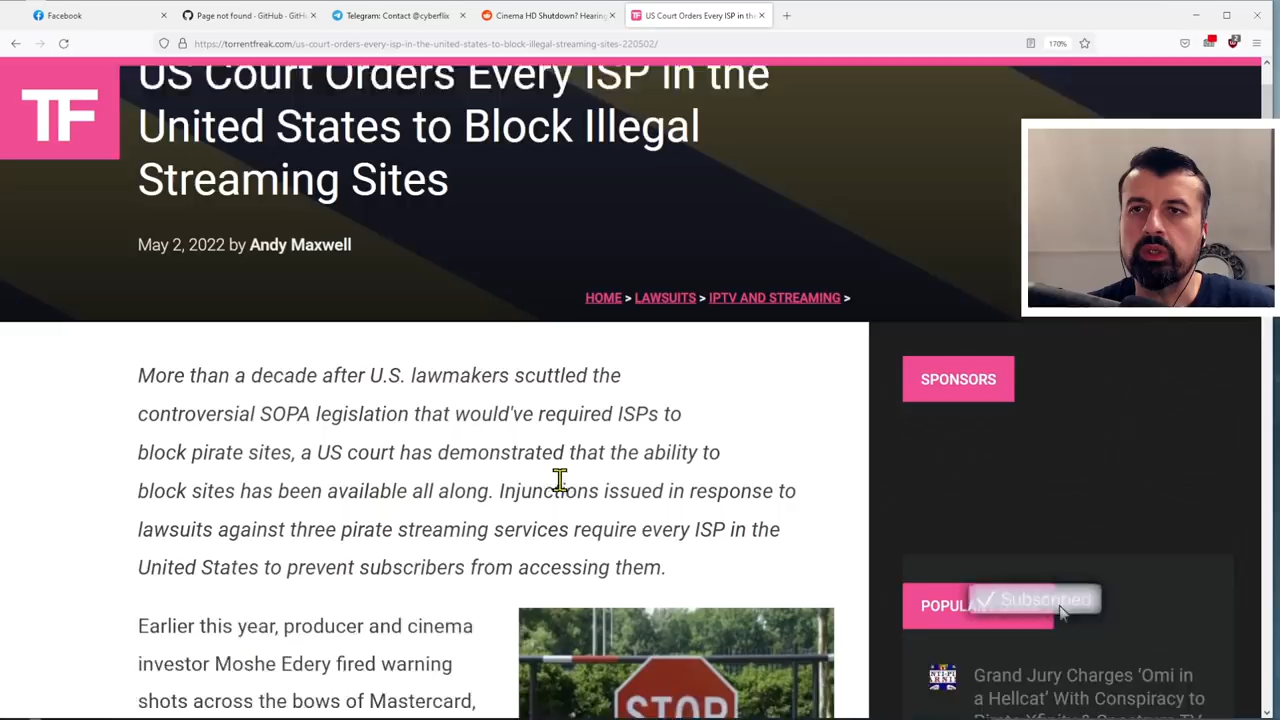 Facebook
Page not found · GitHub · GitH
Telegram: Contact @cyberflix
Cinema HD Shutdown? Hearing
US Court Orders Every ISP in the
https://torrentfreak.com/us-court-orders-every-isp-in-the-united-states-to-block-illegal-streaming-sites-220502/
170%
TF
US Court Orders Every ISP in the
United States to Block Illegal
Streaming Sites
May 2, 2022 by Andy Maxwell
HOME > LAWSUITS > IPTV AND STREAMING >
More than a decade after U.S. lawmakers scuttled the
controversial SOPA legislation that would've required ISPs to
block pirate sites, a US court has demonstrated that the ability to
block sites has been available all along. Injunctions issued in response to
lawsuits against three pirate streaming services require every ISP in the
United States to prevent subscribers from accessing them.
Earlier this year, producer and cinema
investor Moshe Edery fired warning
shots across the bows of Mastercard,
STOP
SPONSORS
POPULA
Subscribed
Grand Jury Charges ‘Omi in
a Hellcat’ With Conspiracy to